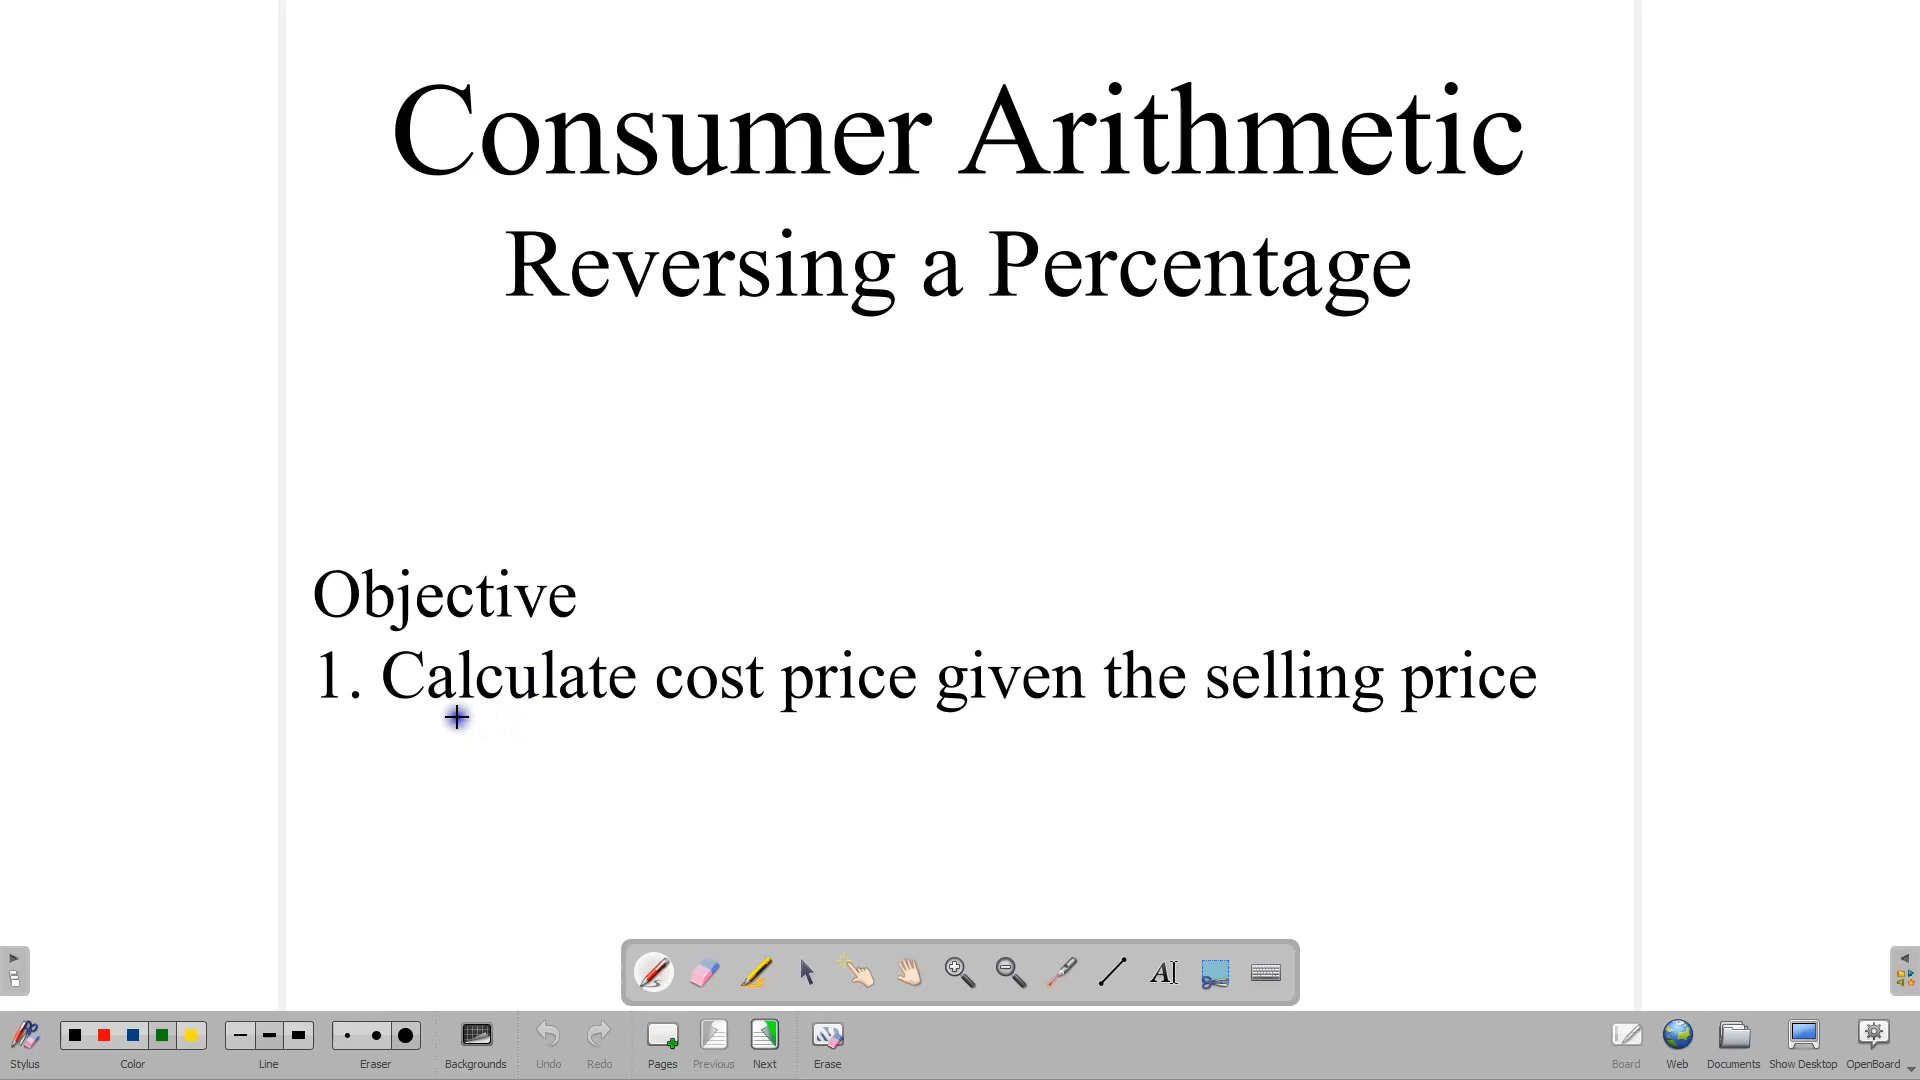 Consumer Arithmetic
Reversing a Percentage
Objective
1. Calculate cost price given the selling price
Stylus
Color
Line
Eraser
Backgrounds
Undo
Redo
Pages
Previous
Next
Erase
Board
Web
Documents
Show Desktop
OpenBoard